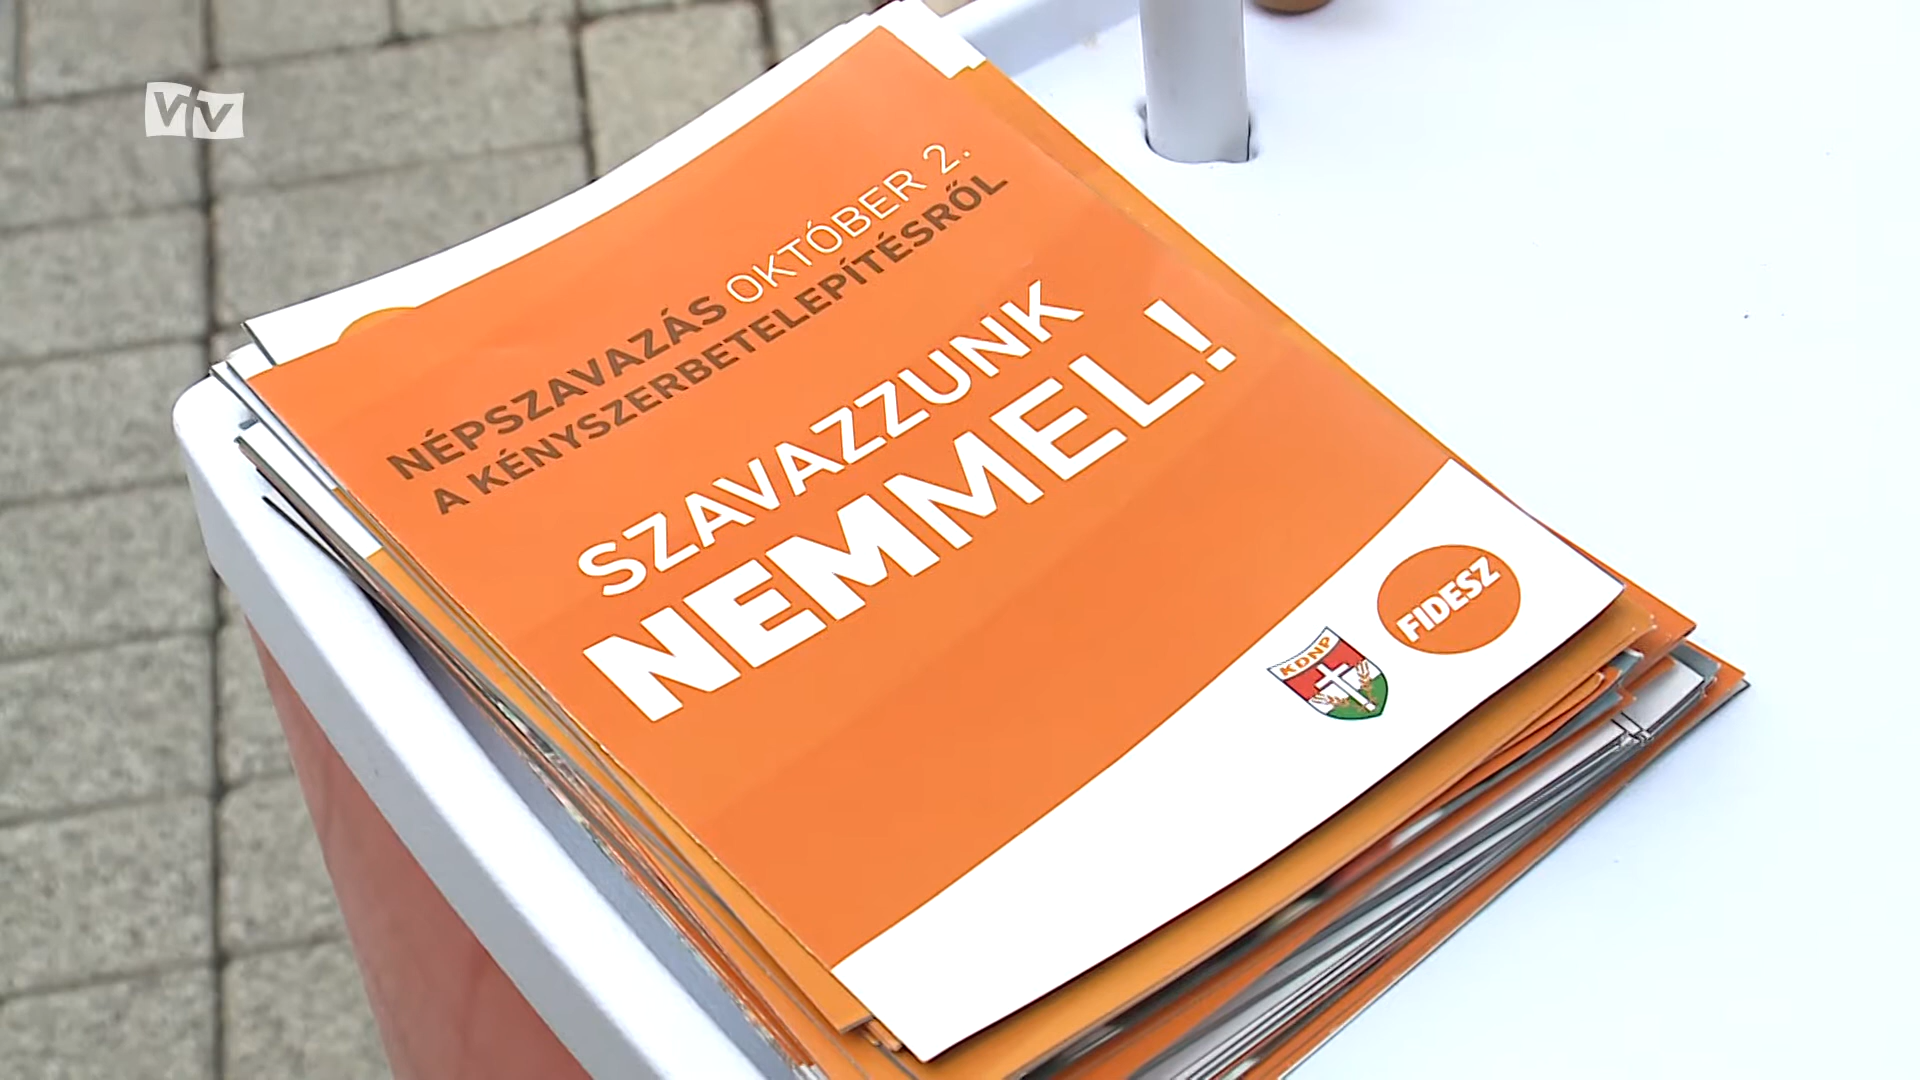 VTV
NÉPSZAVAZÁS OKTÓBER 2.
A KÉNYSZERBETELEPÍTÉSRŐL
SZAVAZZUNK
NEMMEL!
KDNP
FIDESZ